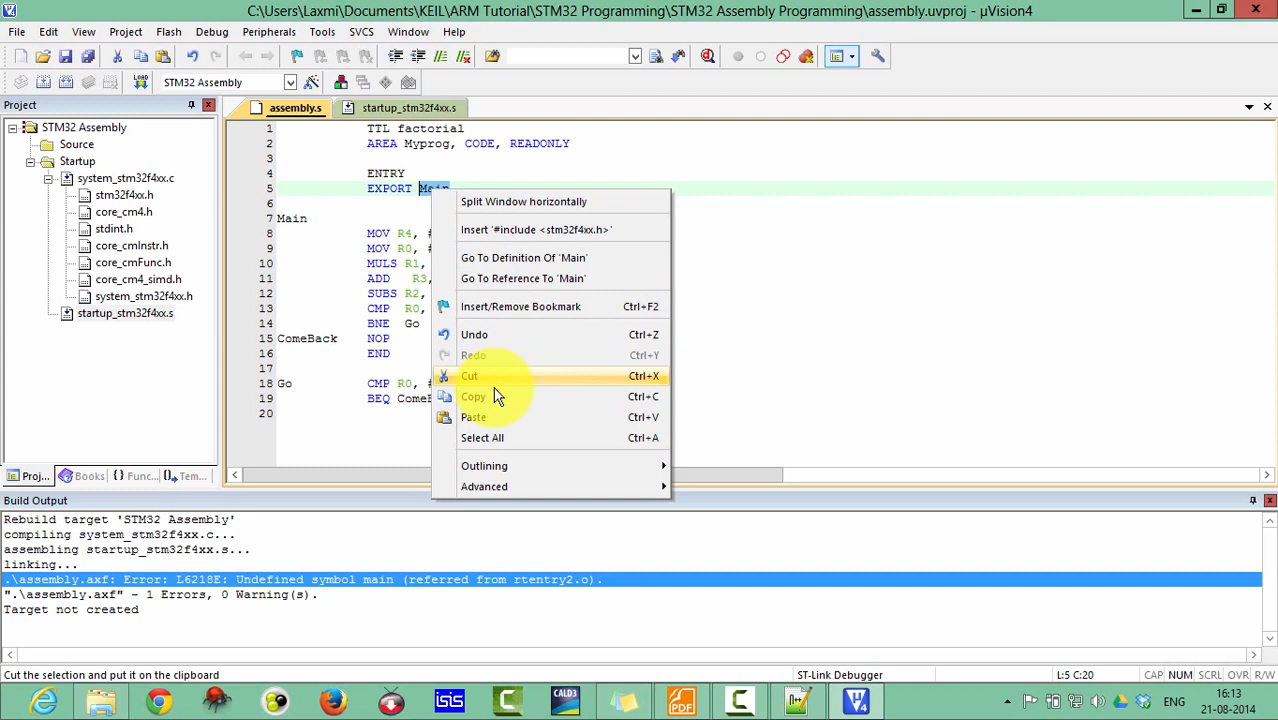 C:\Users\Laxmi\Documents\KEIL\ARM Tutorial\STM32 Programming\STM32 Assembly Programming\assembly.uvproj - µVision4
File Edit View Project Flash Debug Peripherals Tools SVCS Window Help
LOAD STM32 Assembly
Project
assembly.s startup_stm32f4xx.s
STM32 Assembly
Source
Startup
system_stm32f4xx.c
stm32f4xx.h
core_cm4.h
stdint.h
core_cmInstr.h
core_cmFunc.h
core_cm4_simd.h
system_stm32f4xx.h
startup_stm32f4xx.s
Proj... Books {} Func... Tem...
1 TTL factorial
2 AREA Myprog, CODE, READONLY
3
4 ENTRY
5 EXPORT Main
6
7 Main
8 MOV R4, #
9 MOV R0, #
10 MULS R1,
11 ADD R3,
12 SUBS R2,
13 CMP R0,
14 BNE Go
15 ComeBack NOP
16 END
17
18 Go CMP R0, #
19 BEQ ComeB
20
Split Window horizontally
Insert '#include <stm32f4xx.h>'
Go To Definition Of 'Main'
Go To Reference To 'Main'
Insert/Remove Bookmark Ctrl+F2
Undo Ctrl+Z
Redo Ctrl+Y
Cut Ctrl+X
Copy Ctrl+C
Paste Ctrl+V
Select All Ctrl+A
Outlining
Advanced
Build Output
Rebuild target 'STM32 Assembly'
compiling system_stm32f4xx.c...
assembling startup_stm32f4xx.s...
linking...
.\assembly.axf: Error: L6218E: Undefined symbol main (referred from rtentry2.o).
".\assembly.axf" - 1 Errors, 0 Warning(s).
Target not created
Cut the selection and put it on the clipboard ST-Link Debugger L:5 C:20 CAP NUM SCRL OVR R/W
isis CALD3 PDF ENG 16:13
21-08-2014